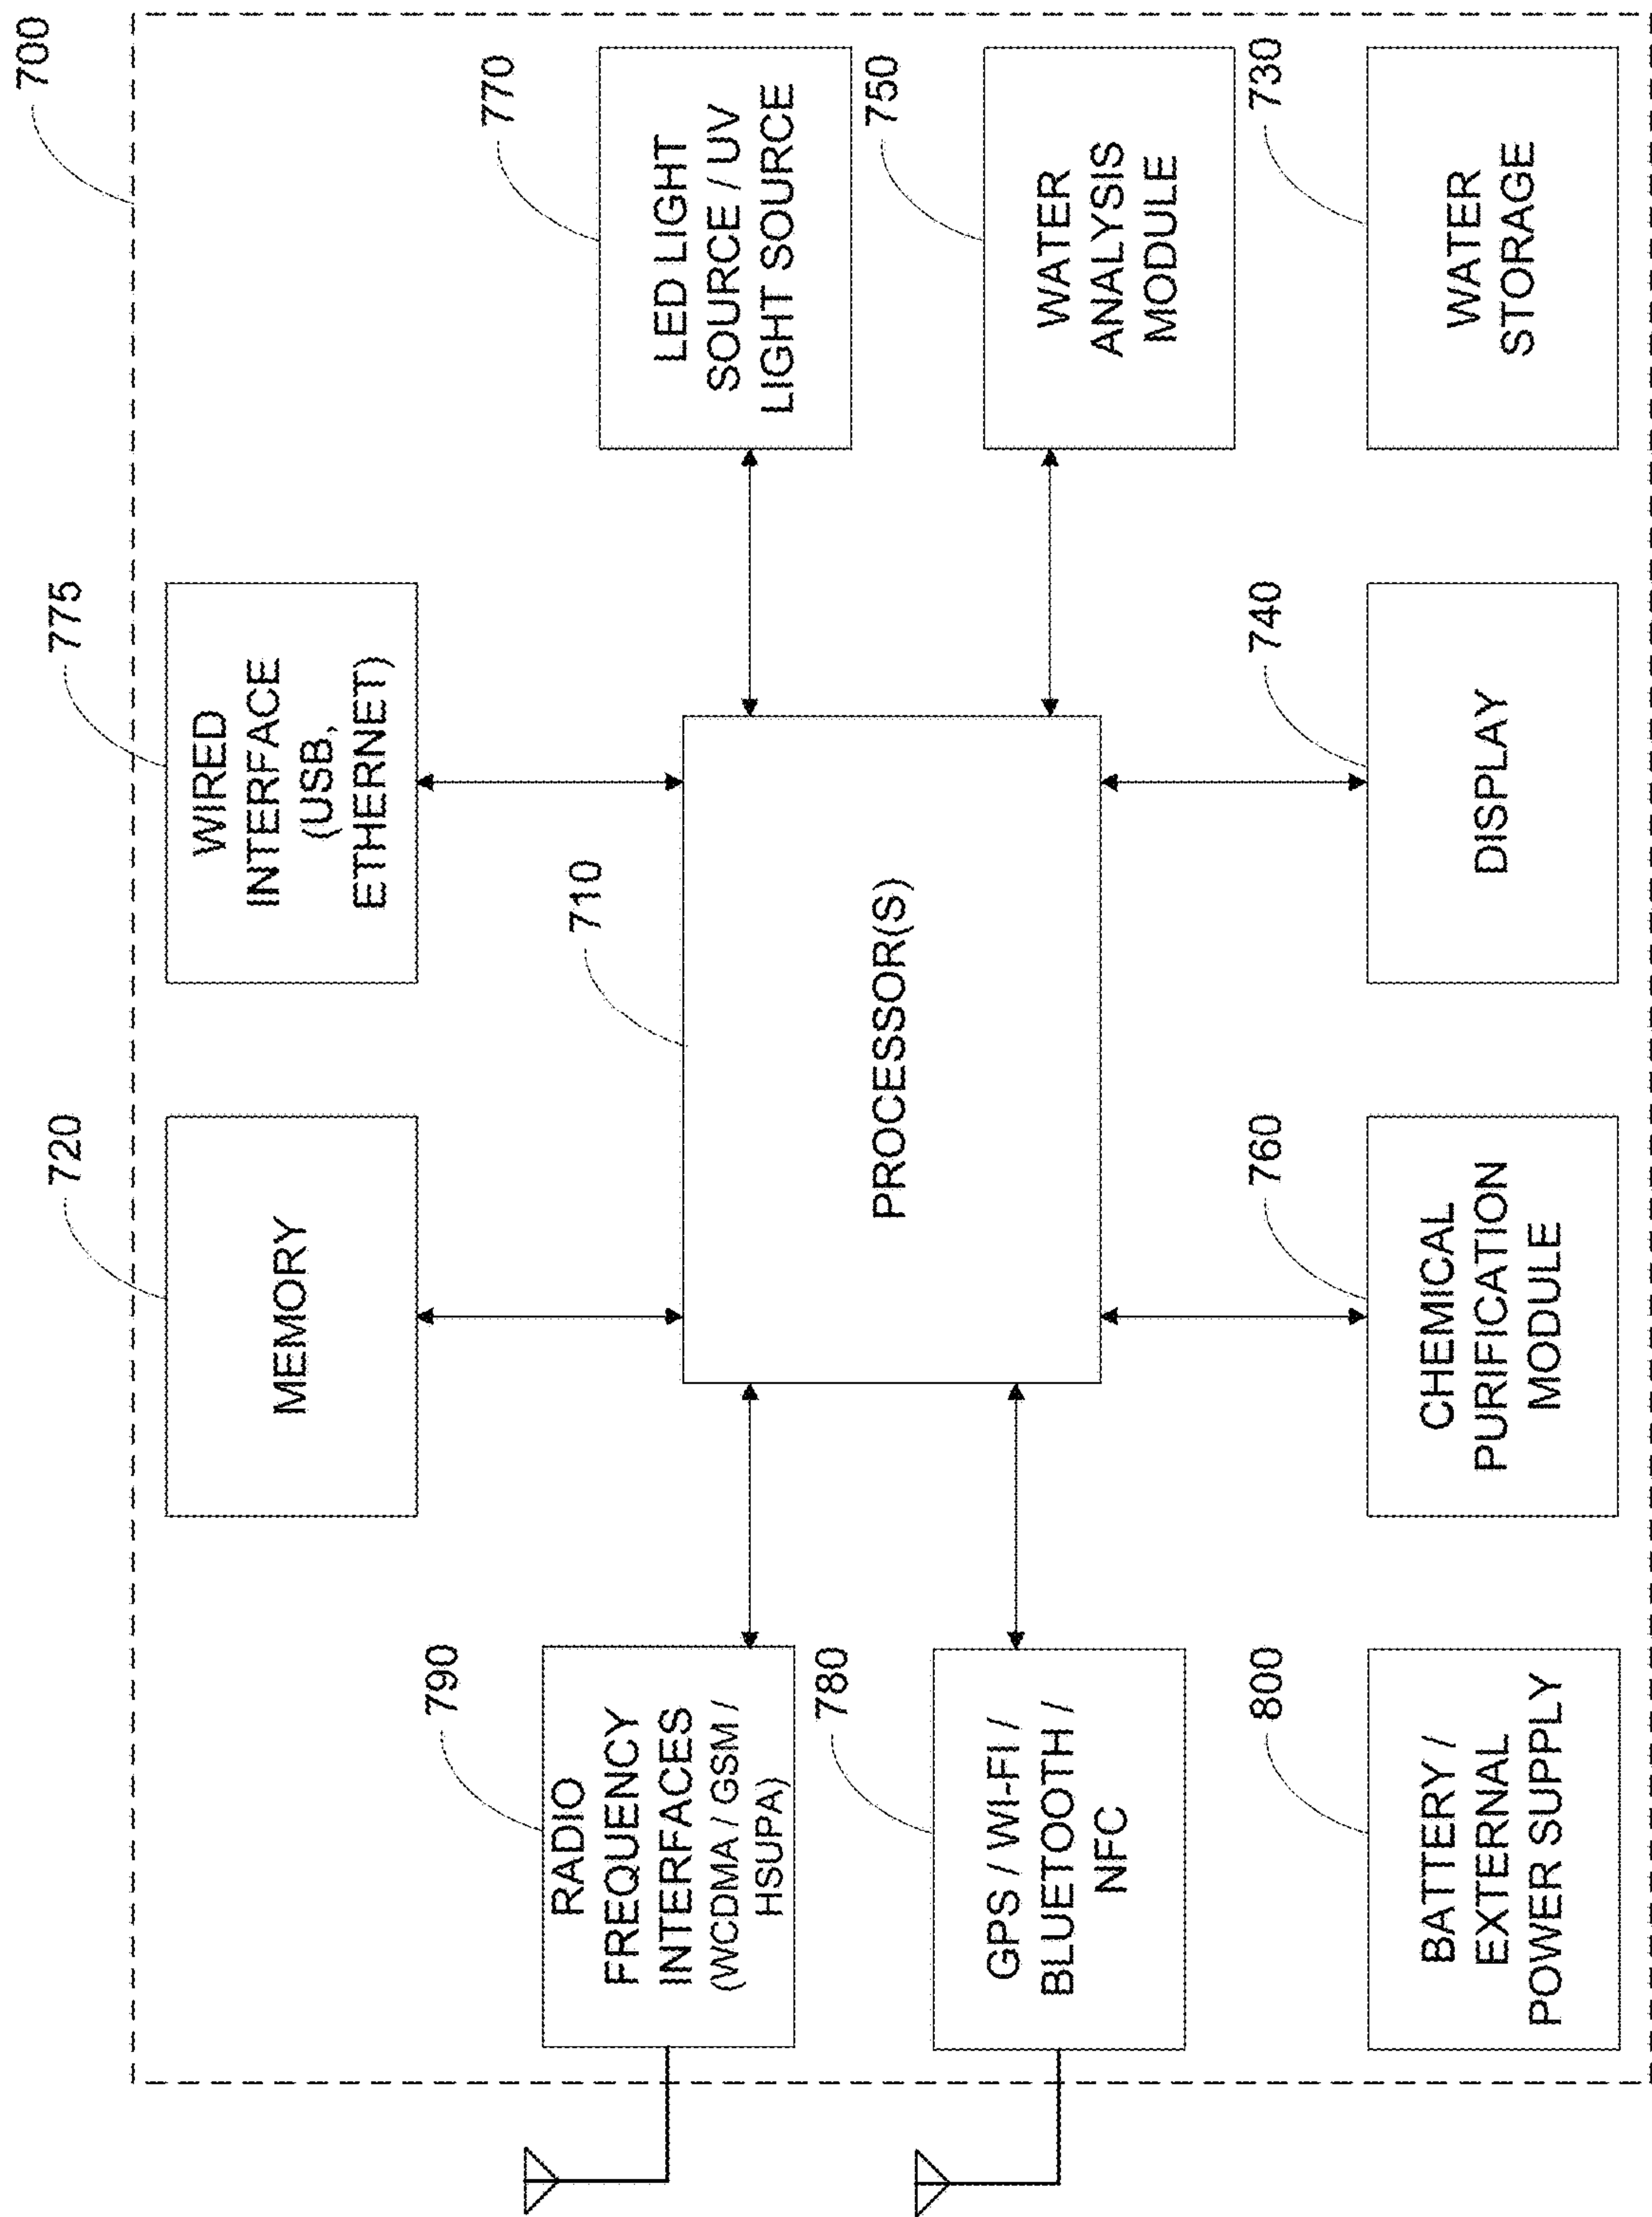 700
720
MEMORY
775
WIRED
INTERFACE
(USB,
ETHERNET)
790
RADIO
FREQUENCY
INTERFACES
(WCDMA / GSM /
HSUPA)
710
PROCESSOR(S)
770
LED LIGHT
SOURCE / UV
LIGHT SOURCE
780
GPS / WI-FI /
BLUETOOTH /
NFC
750
WATER
ANALYSIS
MODULE
800
BATTERY /
EXTERNAL
POWER SUPPLY
760
CHEMICAL
PURIFICATION
MODULE
740
DISPLAY
730
WATER
STORAGE